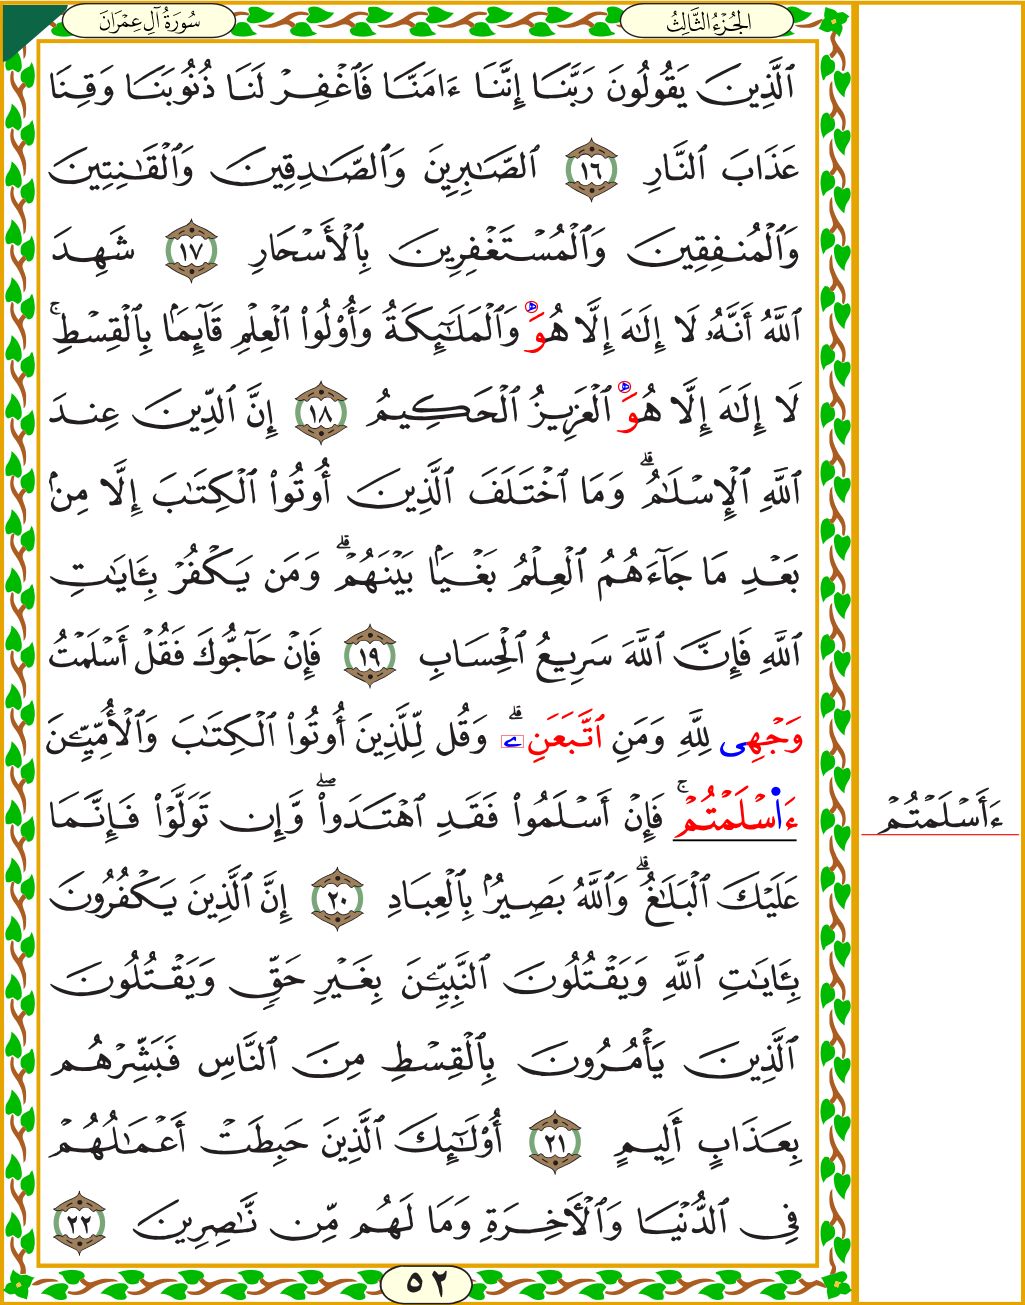 سُورَةُ آلِ عِمْرَانَ
الْجُزْءُ الثَّالِثُ
ٱلَّذِينَ يَقُولُونَ رَبَّنَآ إِنَّنَآ ءَامَنَّا فَٱغْفِرْ لَنَا ذُنُوبَنَا وَقِنَا
عَذَابَ ٱلنَّارِ ١٦ ٱلصَّٰبِرِينَ وَٱلصَّٰدِقِينَ وَٱلْقَٰنِتِينَ
وَٱلْمُنفِقِينَ وَٱلْمُسْتَغْفِرِينَ بِٱلْأَسْحَارِ ١٧ شَهِدَ
ٱللَّهُ أَنَّهُۥ لَآ إِلَٰهَ إِلَّا هُوَ ۿ وَٱلْمَلَٰٓئِكَةُ وَأُو۟لُوا۟ ٱلْعِلْمِ قَآئِمَۢا بِٱلْقِسْطِ ۚ
لَآ إِلَٰهَ إِلَّا هُوَ ۿ ٱلْعَزِيزُ ٱلْحَكِيمُ ١٨ إِنَّ ٱلدِّينَ عِندَ
ٱللَّهِ ٱلْإِسْلَٰمُ ۗ وَمَا ٱخْتَلَفَ ٱلَّذِينَ أُوتُوا۟ ٱلْكِتَٰبَ إِلَّا مِنۢ
بَعْدِ مَا جَآءَهُمُ ٱلْعِلْمُ بَغْيَۢا بَيْنَهُمْ ۗ وَمَن يَكْفُرْ بِـَٔايَٰتِ
ٱللَّهِ فَإِنَّ ٱللَّهَ سَرِيعُ ٱلْحِسَابِ ١٩ فَإِنْ حَآجُّوكَ فَقُلْ أَسْلَمْتُ
وَجْهِى لِلَّهِ وَمَنِ ٱتَّبَعَنِۦ ۗ وَقُل لِّلَّذِينَ أُوتُوا۟ ٱلْكِتَٰبَ وَٱلْأُمِّيِّـۧنَ
ءَا۬سْلَمْتُمْ ۚ فَإِنْ أَسْلَمُوا۟ فَقَدِ ٱهْتَدَوا۟ ۖ وَّإِن تَوَلَّوْا۟ فَإِنَّمَا
عَلَيْكَ ٱلْبَلَٰغُ ۗ وَٱللَّهُ بَصِيرُۢ بِٱلْعِبَادِ ٢٠ إِنَّ ٱلَّذِينَ يَكْفُرُونَ
بِـَٔايَٰتِ ٱللَّهِ وَيَقْتُلُونَ ٱلنَّبِيِّـۧنَ بِغَيْرِ حَقٍّ وَيَقْتُلُونَ
ٱلَّذِينَ يَأْمُرُونَ بِٱلْقِسْطِ مِنَ ٱلنَّاسِ فَبَشِّرْهُم
بِعَذَابٍ أَلِيمٍ ٢١ أُو۟لَٰٓئِكَ ٱلَّذِينَ حَبِطَتْ أَعْمَٰلُهُمْ
فِى ٱلدُّنْيَا وَٱلْـَٔاخِرَةِ وَمَا لَهُم مِّن نَّٰصِرِينَ ٢٢
ءَأَسْلَمْتُمْ
٥٢